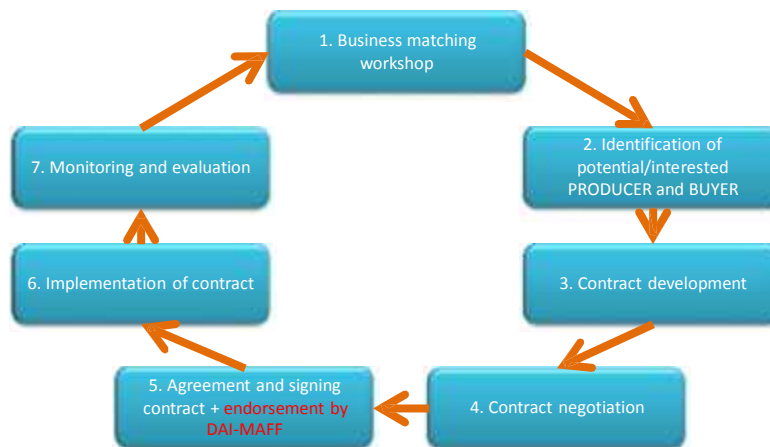 1. Business matching
workshop
2. Identification of
potential/interested
PRODUCER and BUYER
3. Contract development
4. Contract negotiation
5. Agreement and signing
contract + endorsement by
DAI-MAFF
6. Implementation of contract
7. Monitoring and evaluation